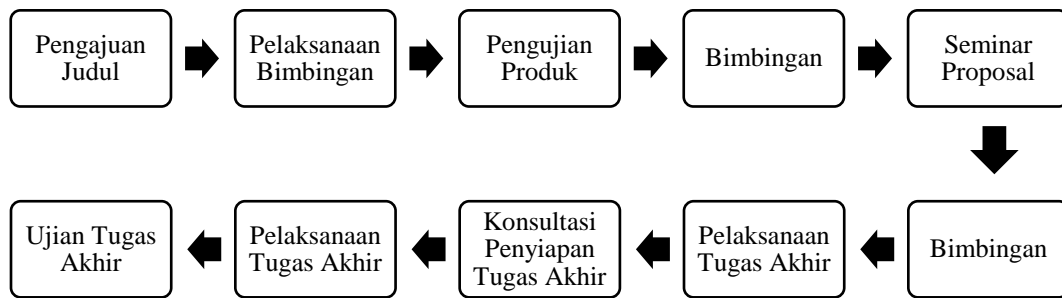 Pengajuan
Judul
Pelaksanaan
Bimbingan
Pengujian
Produk
Bimbingan
Seminar
Proposal
Bimbingan
Pelaksanaan
Tugas Akhir
Konsultasi
Penyiapan
Tugas Akhir
Pelaksanaan
Tugas Akhir
Ujian Tugas
Akhir